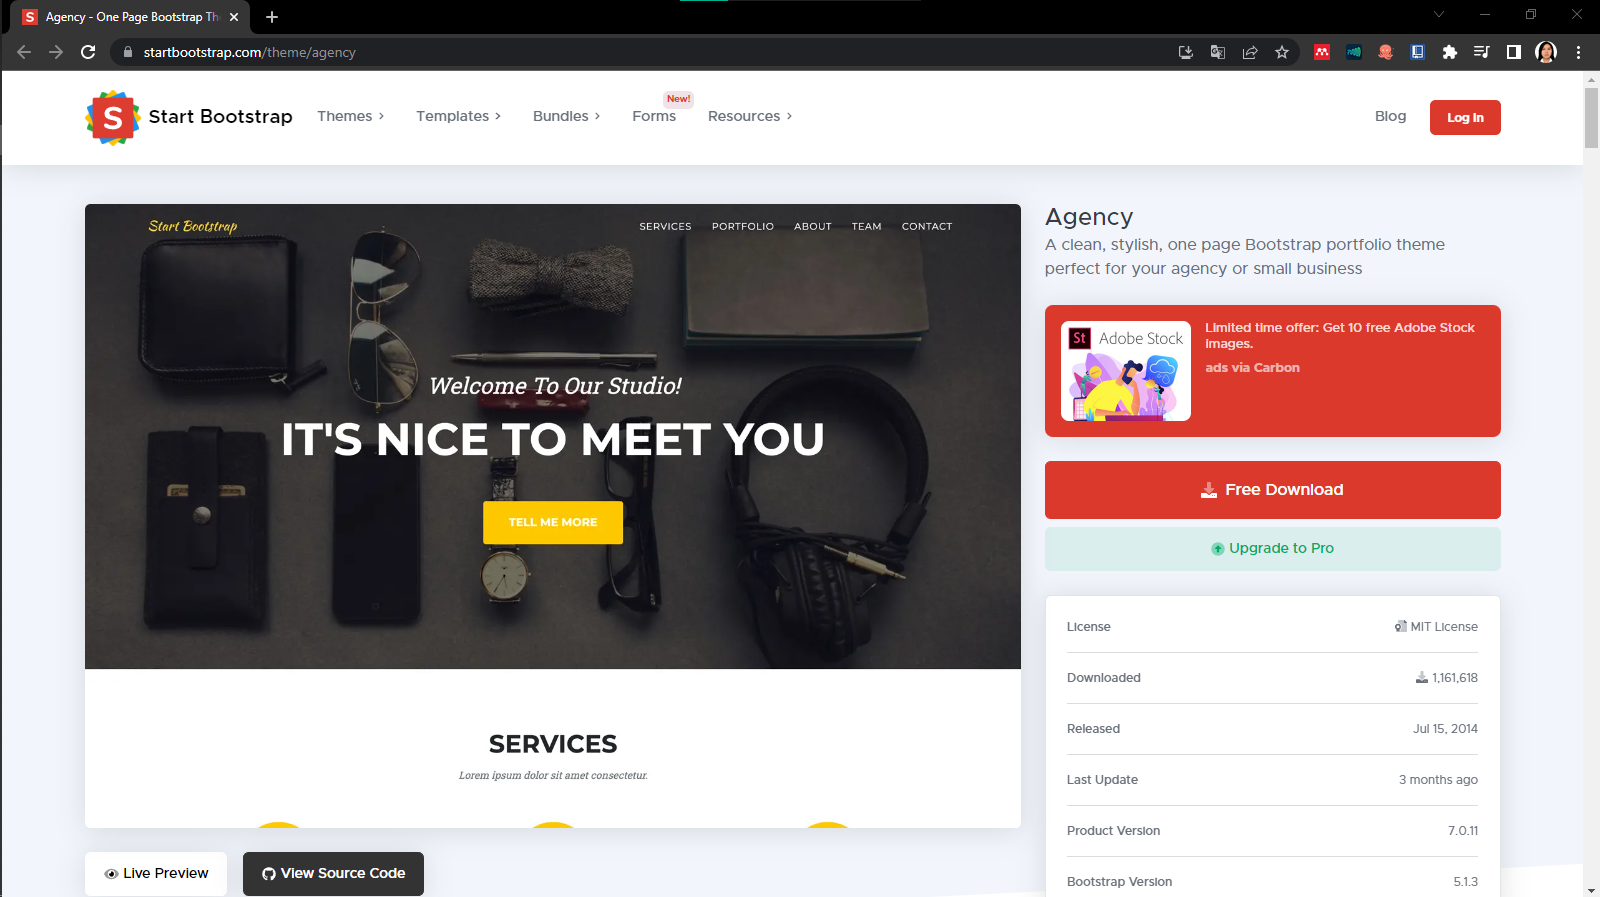 Agency - One Page Bootstrap Th
startbootstrap.com/theme/agency
S Start Bootstrap
Themes
Templates
Bundles
New!
Forms
Resources
Blog
Log In
Start Bootstrap
SERVICES
PORTFOLIO
ABOUT
TEAM
CONTACT
Welcome To Our Studio!
IT'S NICE TO MEET YOU
TELL ME MORE
SERVICES
Lorem ipsum dolor sit amet consectetur.
Live Preview
View Source Code
Agency
A clean, stylish, one page Bootstrap portfolio theme
perfect for your agency or small business
St Adobe Stock
Limited time offer: Get 10 free Adobe Stock
images.
ads via Carbon
Free Download
Upgrade to Pro
License MIT License
Downloaded 1,161,618
Released Jul 15, 2014
Last Update 3 months ago
Product Version 7.0.11
Bootstrap Version 5.1.3